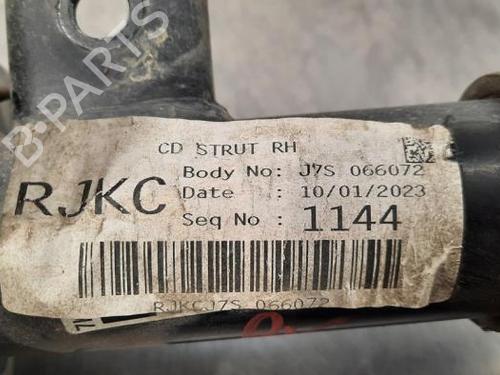 B-PARTS
CD STRUT RH
RJKC
Body No: J7S 066072
Date : 10/01/2023
Seq No : 1144
RJKCJ7S 066072